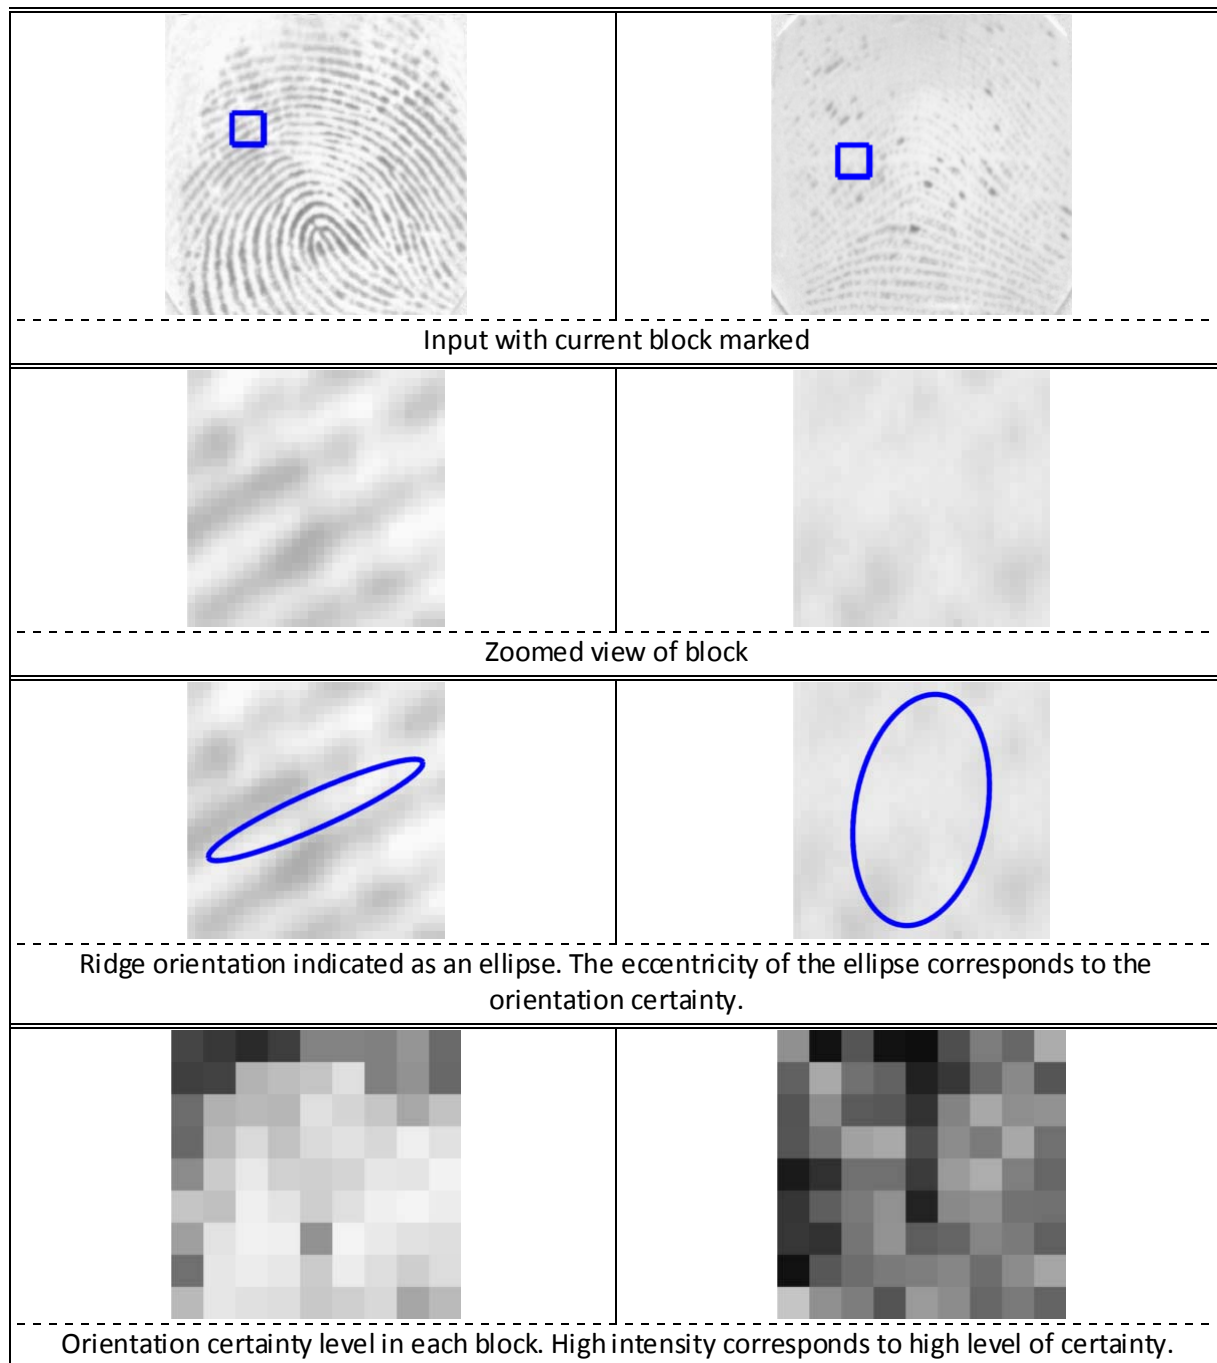 Input with current block marked
Zoomed view of block
Ridge orientation indicated as an ellipse. The eccentricity of the ellipse corresponds to the
orientation certainty.
Orientation certainty level in each block. High intensity corresponds to high level of certainty.